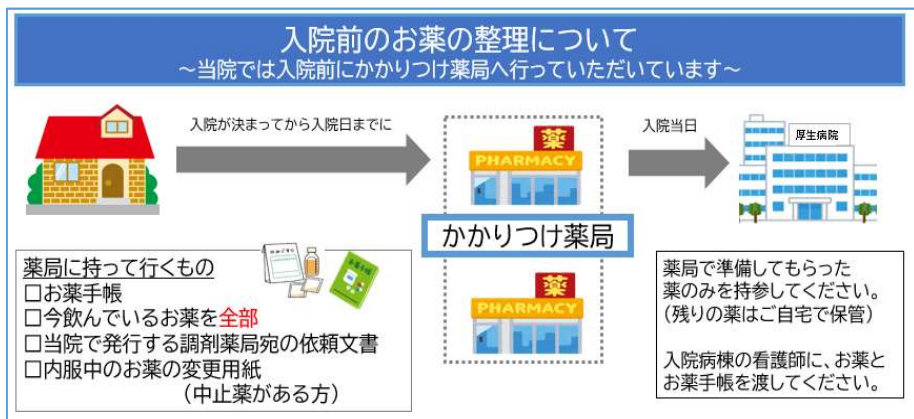 入院前のお薬の整理について
～当院では入院前にかかりつけ薬局へ行っていただいています～
入院が決まってから入院日までに
入院当日
薬
PHARMACY
厚生病院
かかりつけ薬局
薬
PHARMACY
薬局に持って行くもの
□お薬手帳
□今飲んでいるお薬を全部
□当院で発行する調剤薬局宛の依頼文書
□内服中のお薬の変更用紙
（中止薬がある方）
お薬手帳
薬局で準備してもらった
薬のみを持参してください。
（残りの薬はご自宅で保管）
入院病棟の看護師に、お薬と
お薬手帳を渡してください。